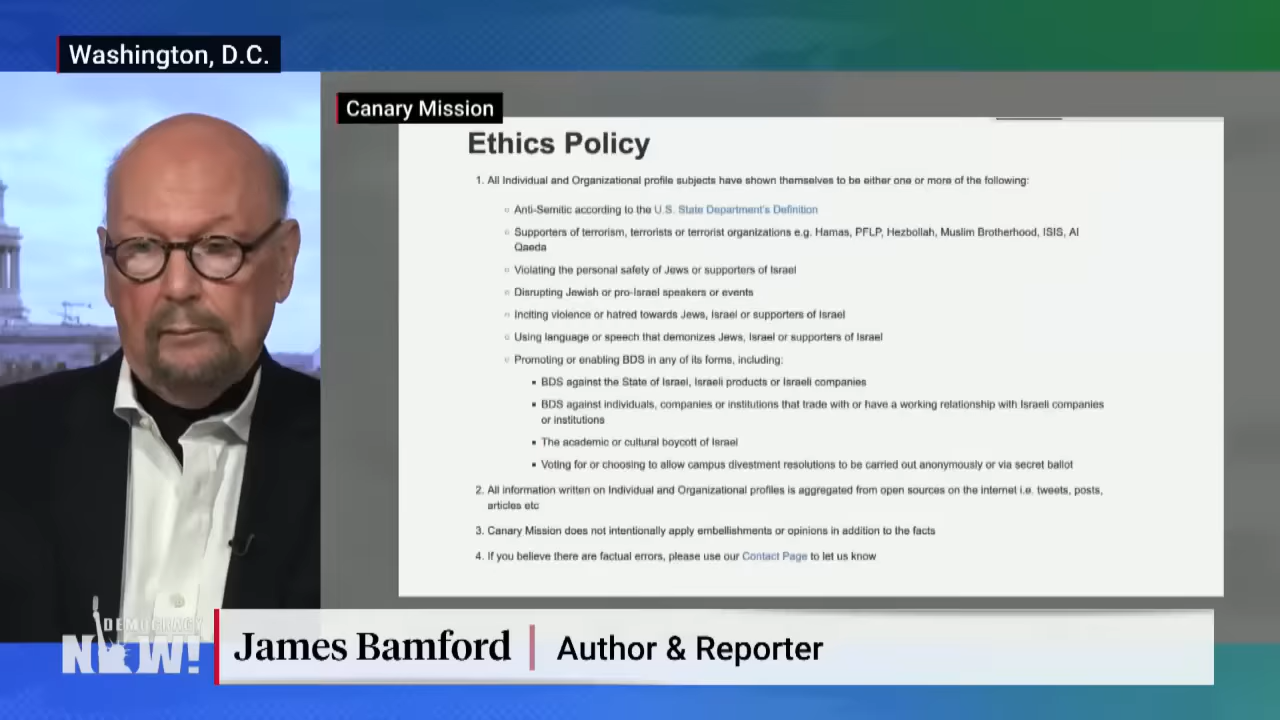 Washington, D.C.
Canary Mission
Ethics Policy
1. All Individual and Organizational profile subjects have shown themselves to be either one or more of the following:
Anti-Semitic according to the U.S. State Department's Definition
Supporters of terrorism, terrorists or terrorist organizations e.g. Hamas, PFLP, Hezbollah, Muslim Brotherhood, ISIS, Al
Qaeda
Violating the personal safety of Jews or supporters of Israel
Disrupting Jewish or pro-Israel speakers or events
Inciting violence or hatred towards Jews, Israel or supporters of Israel
Using language or speech that demonizes Jews, Israel or supporters of Israel
Promoting or enabling BDS in any of its forms, including:
BDS against the State of Israel, Israeli products or Israeli companies
BDS against individuals, companies or institutions that trade with or have a working relationship with Israeli companies
or institutions
The academic or cultural boycott of Israel
Voting for or choosing to allow campus divestment resolutions to be carried out anonymously or via secret ballot
2. All information written on Individual and Organizational profiles is aggregated from open sources on the internet i.e. tweets, posts,
articles etc
3. Canary Mission does not intentionally apply embellishments or opinions in addition to the facts
4. If you believe there are factual errors, please use our Contact Page to let us know
DEMOCRACY
NOW!
James Bamford | Author & Reporter